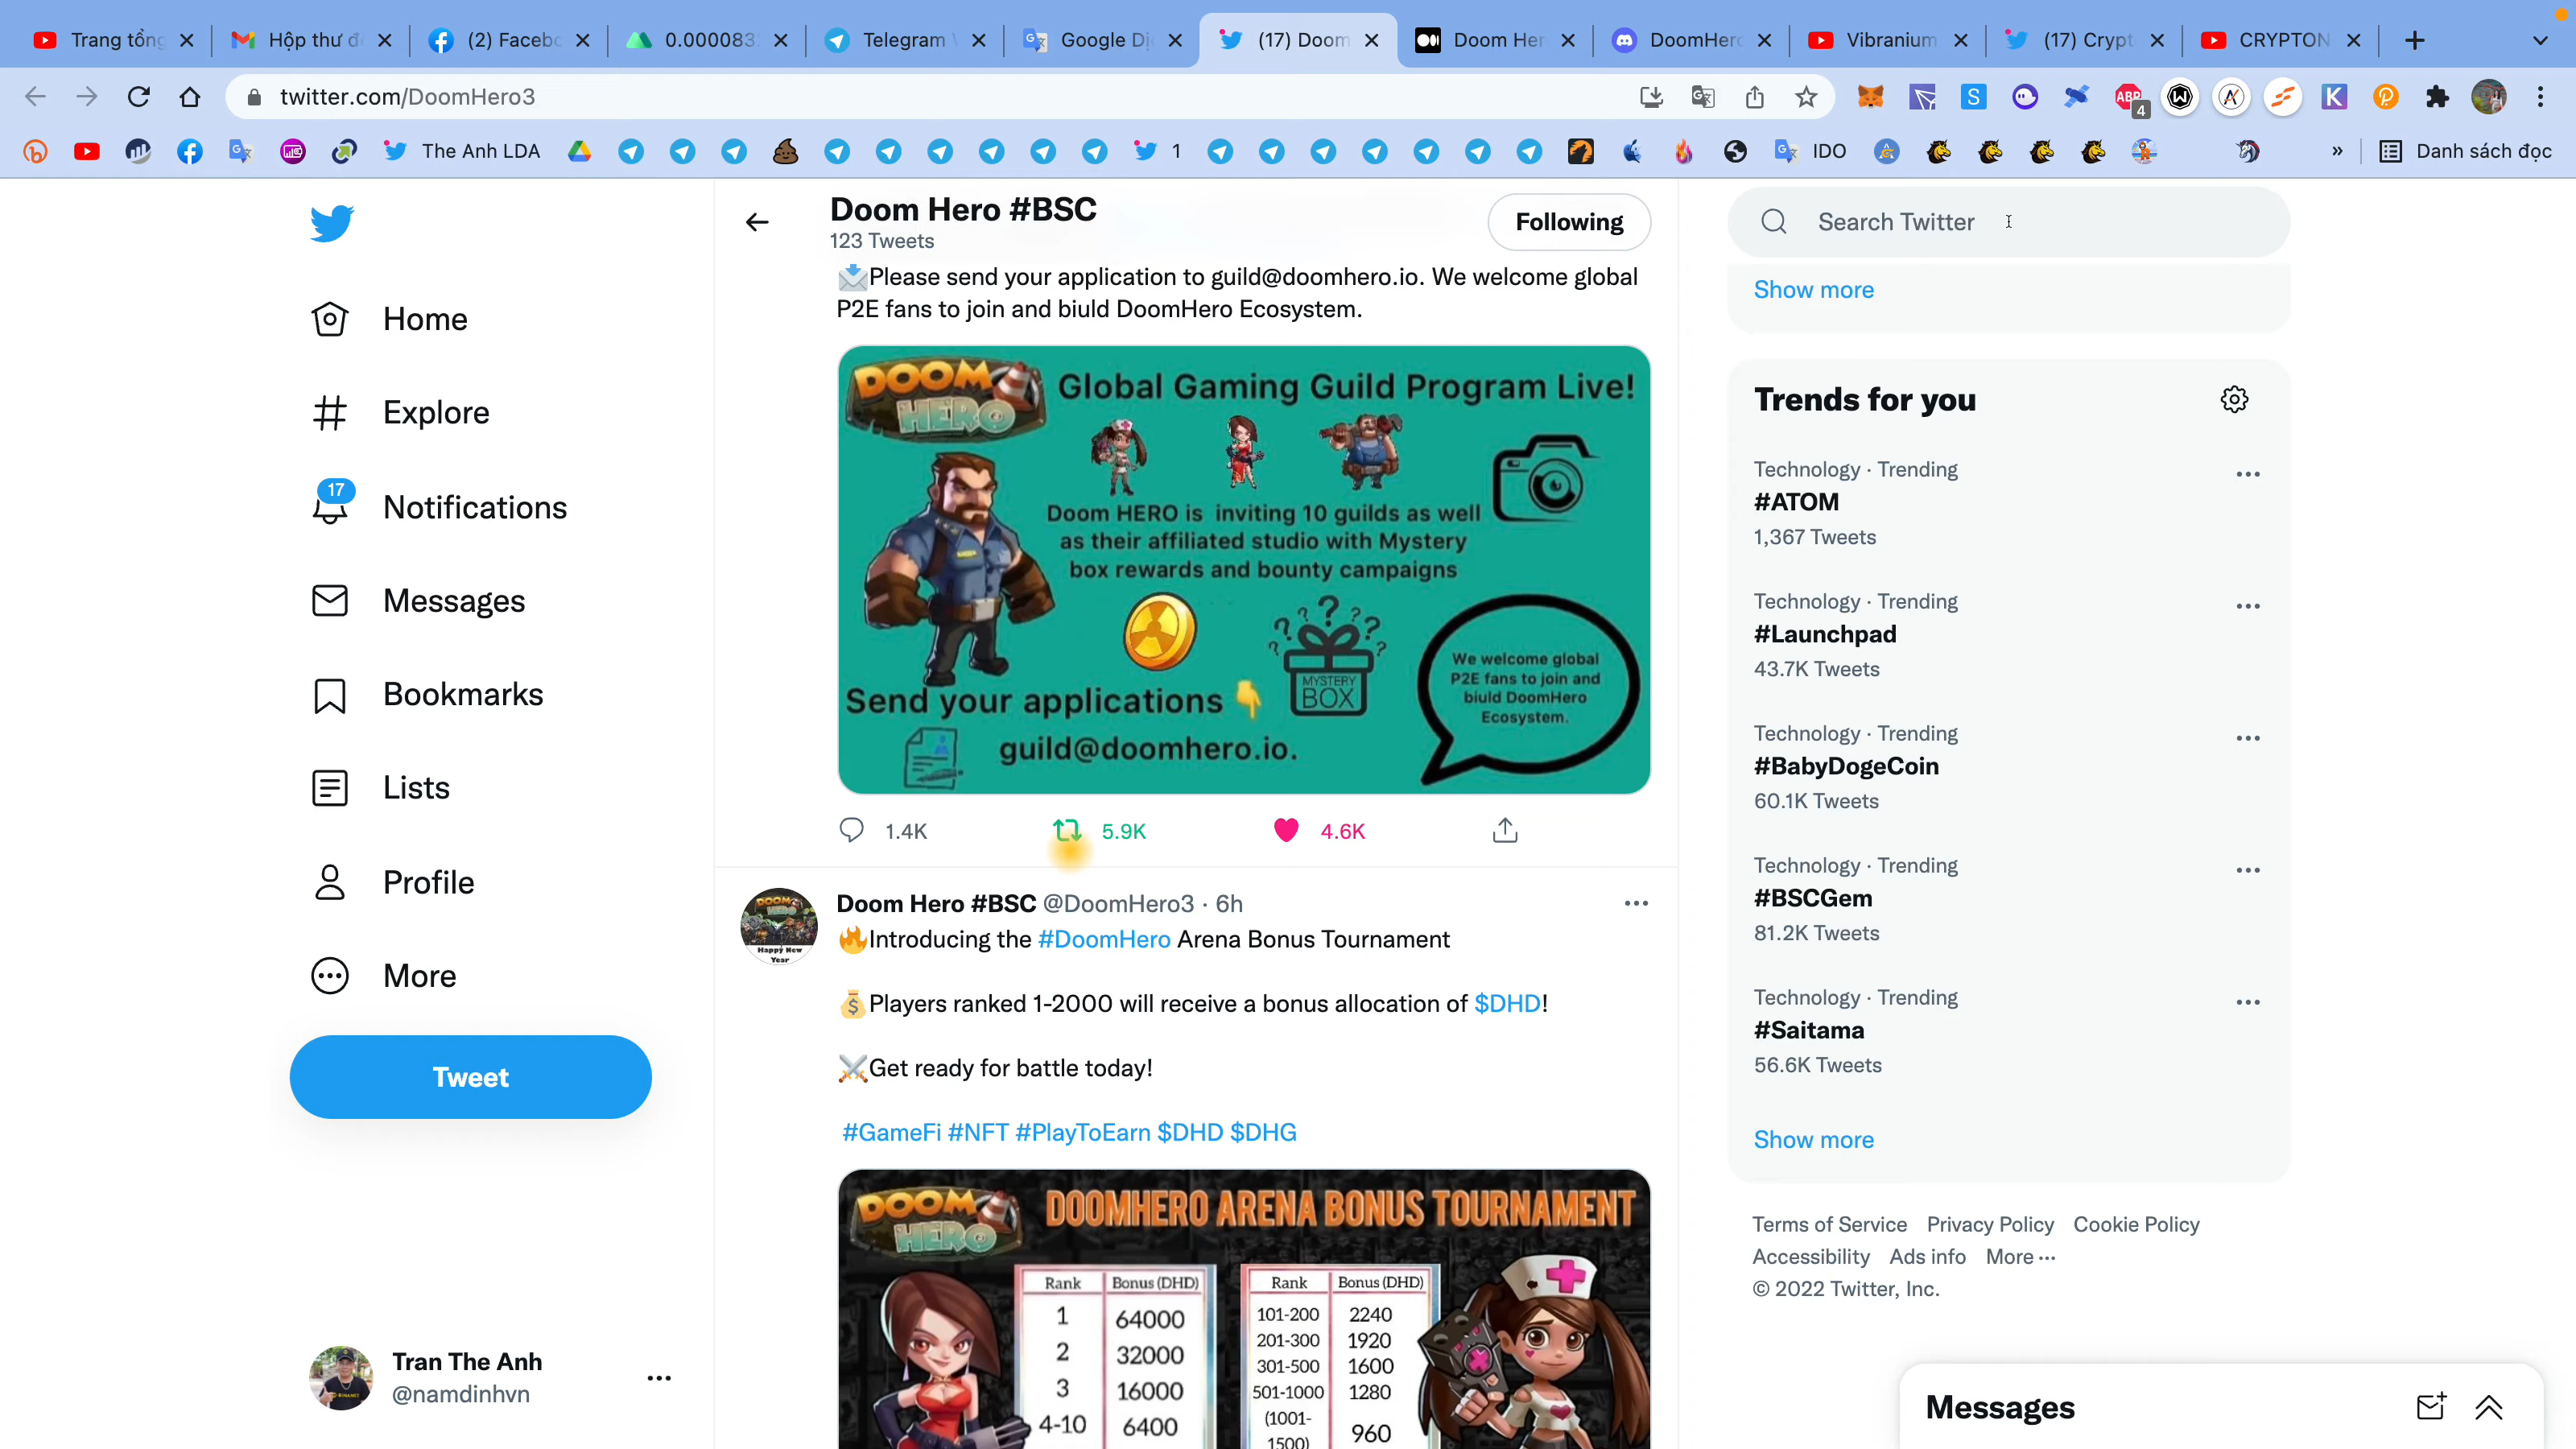 Trang tổng
Hộp thư đ
(2) Facebo
0.000083
Telegram
Google Dị
(17) Doom
Doom Her
DoomHero
Vibranium
(17) Crypt
CRYPTON
twitter.com/DoomHero3
ABP
4
The Anh LDA
1
IDO
»
Danh sách đọc
Home
Explore
17
Notifications
Messages
Bookmarks
Lists
Profile
More
Tweet
Tran The Anh
@namdinhvn
Doom Hero #BSC
123 Tweets
Following
Please send your application to guild@doomhero.io. We welcome global
P2E fans to join and biuld DoomHero Ecosystem.
DOOM
HERO
Global Gaming Guild Program Live!
Doom HERO is inviting 10 guilds as well
as their affiliated studio with Mystery
box rewards and bounty campaigns
MYSTERY
BOX
We welcome global
P2E fans to join and
biuld DoomHero
Ecosystem.
Send your applications
guild@doomhero.io.
1.4K
5.9K
4.6K
Happy New
Year
Doom Hero #BSC @DoomHero3 · 6h
Introducing the #DoomHero Arena Bonus Tournament
Players ranked 1-2000 will receive a bonus allocation of $DHD!
Get ready for battle today!
#GameFi #NFT #PlayToEarn $DHD $DHG
DOOM
HERO
DOOMHERO ARENA BONUS TOURNAMENT
Rank Bonus (DHD)
1 64000
2 32000
3 16000
4-10 6400
Rank Bonus (DHD)
101-200 2240
201-300 1920
301-500 1600
501-1000 1280
(1001-
1500) 960
Search Twitter
Show more
Trends for you
Technology · Trending
#ATOM
1,367 Tweets
Technology · Trending
#Launchpad
43.7K Tweets
Technology · Trending
#BabyDogeCoin
60.1K Tweets
Technology · Trending
#BSCGem
81.2K Tweets
Technology · Trending
#Saitama
56.6K Tweets
Show more
Terms of Service Privacy Policy Cookie Policy
Accessibility Ads info More ···
© 2022 Twitter, Inc.
Messages